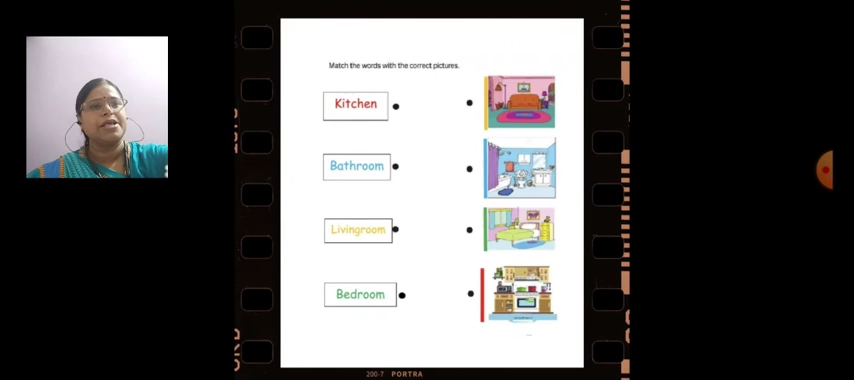 Match the words with the correct pictures.
Kitchen
Bathroom
Livingroom
Bedroom
200-7 PORTRA